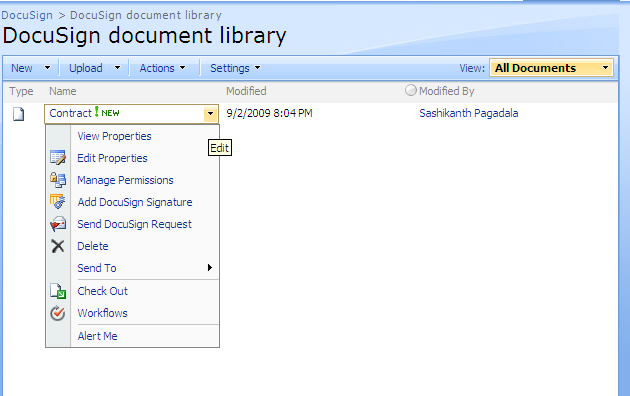 DocuSign > DocuSign document library
DocuSign document library
New Upload Actions Settings View: All Documents
Type Name Modified Modified By
Contract ! NEW 9/2/2009 8:04 PM Sashikanth Pagadala
View Properties
Edit
Edit Properties
Manage Permissions
Add DocuSign Signature
Send DocuSign Request
Delete
Send To
Check Out
Workflows
Alert Me